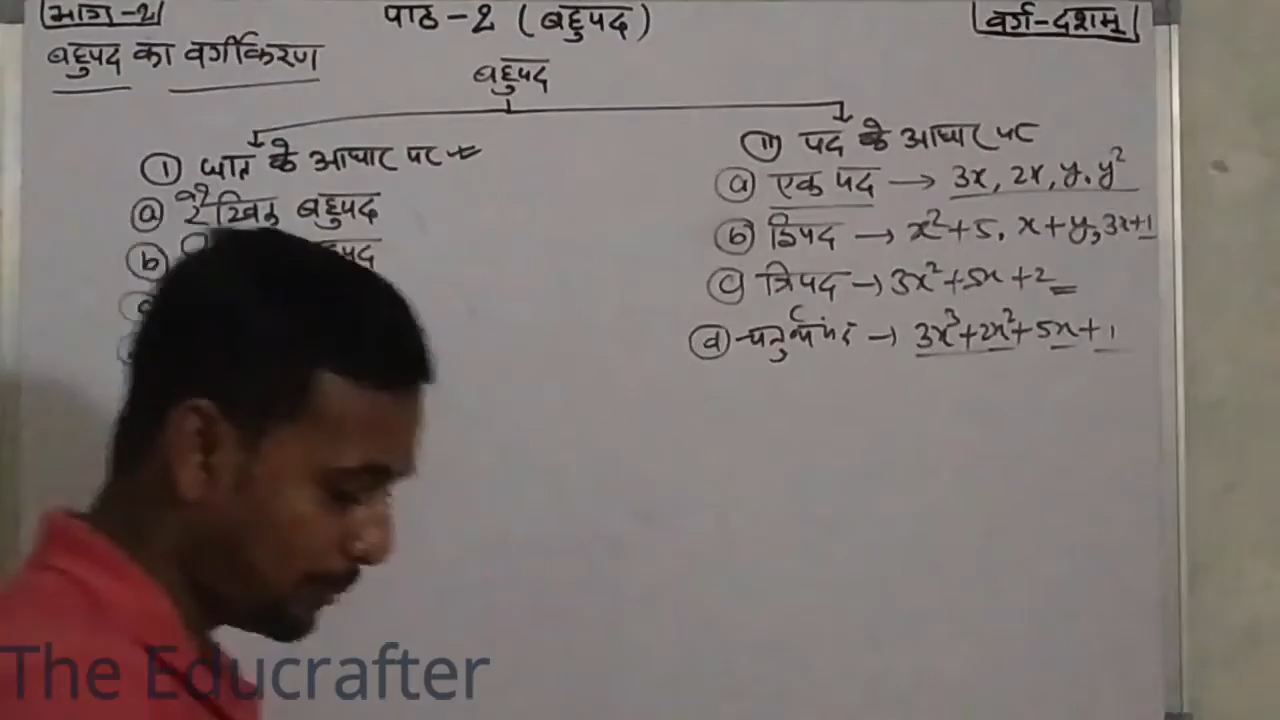 भाग-2
पाठ-2 (बहुपद)
वर्ग-दशम्
बहुपद का वर्गीकरण
बहुपद
① घात के आधार पर
ⓐ रैखिक बहुपद
ⓑ
ⓘⓘ पद के आधार पर
ⓐ एक पद → 3x, 2x, y, y²
ⓑ द्विपद → x²+5, x+y, 3x+1
ⓒ त्रिपद → 3x²+5x+2
ⓓ → 3x³+2x²+5x+1
The Educrafter